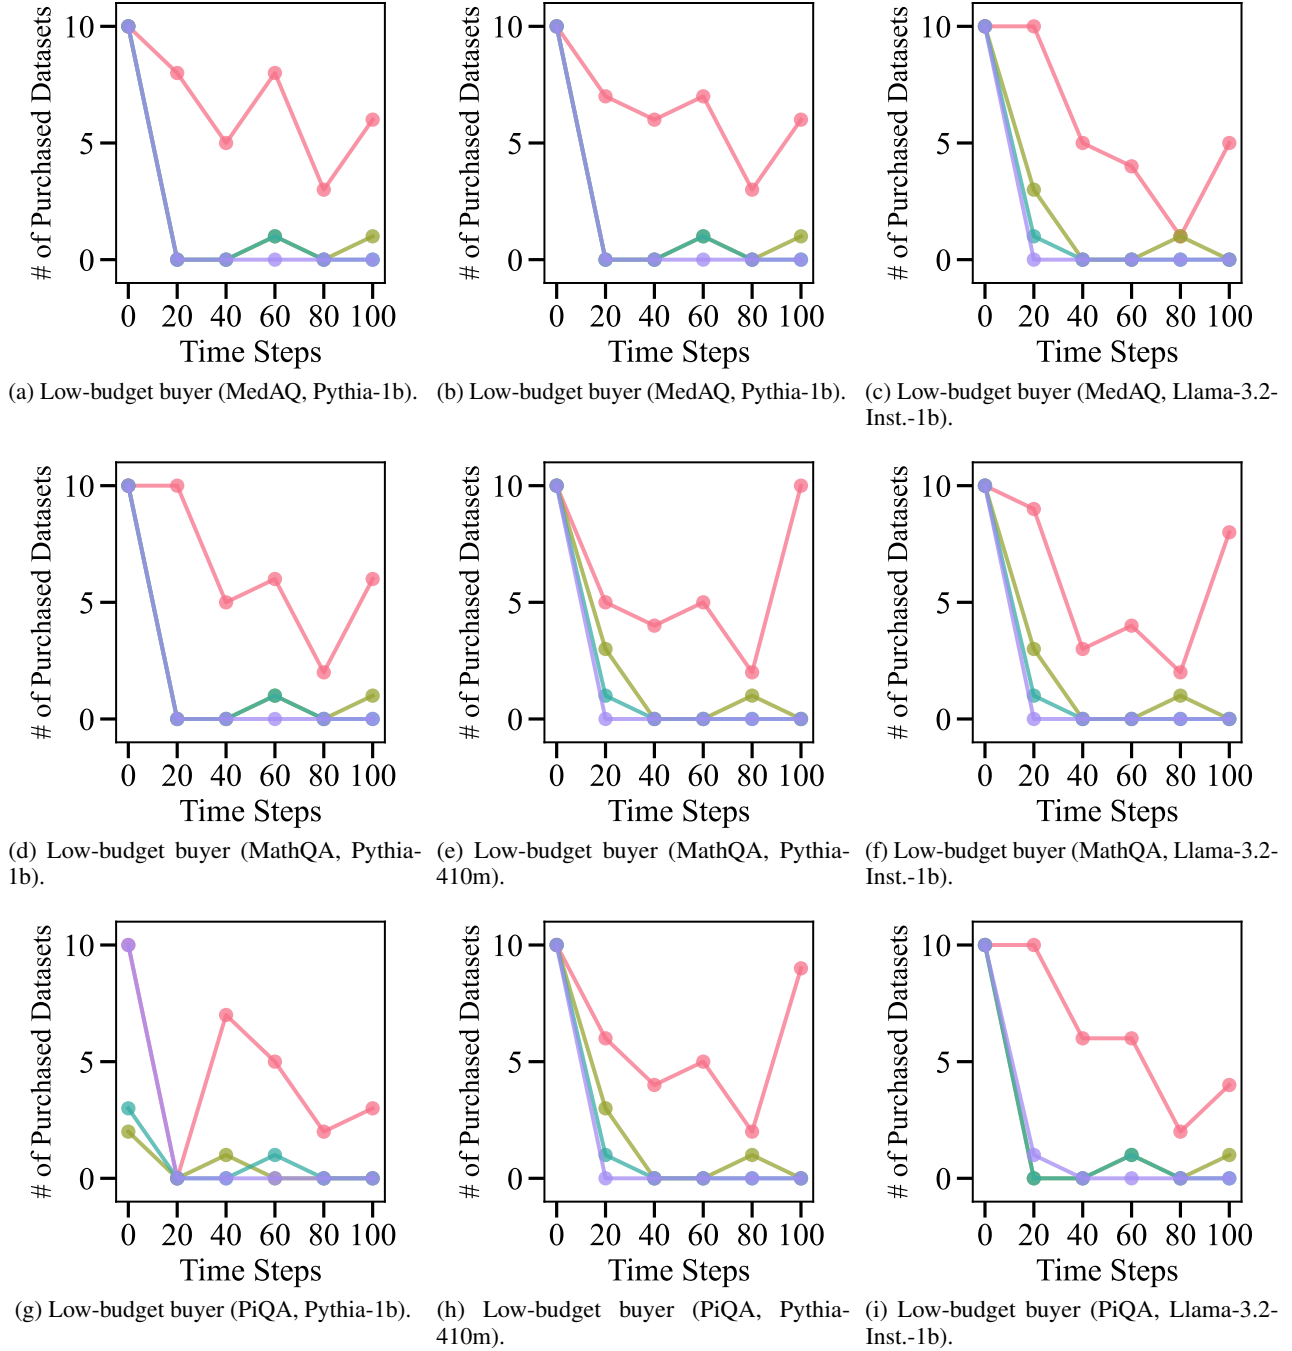 # of Purchased Datasets
10
5
0
0 20 40 60 80 100
Time Steps
(a) Low-budget buyer (MedAQ, Pythia-1b).
# of Purchased Datasets
10
5
0
0 20 40 60 80 100
Time Steps
(b) Low-budget buyer (MedAQ, Pythia-1b).
# of Purchased Datasets
10
5
0
0 20 40 60 80 100
Time Steps
(c) Low-budget buyer (MedAQ, Llama-3.2-
Inst.-1b).
# of Purchased Datasets
10
5
0
0 20 40 60 80 100
Time Steps
(d) Low-budget buyer (MathQA, Pythia-
1b).
# of Purchased Datasets
10
5
0
0 20 40 60 80 100
Time Steps
(e) Low-budget buyer (MathQA, Pythia-
410m).
# of Purchased Datasets
10
5
0
0 20 40 60 80 100
Time Steps
(f) Low-budget buyer (MathQA, Llama-3.2-
Inst.-1b).
# of Purchased Datasets
10
5
0
0 20 40 60 80 100
Time Steps
(g) Low-budget buyer (PiQA, Pythia-1b).
# of Purchased Datasets
10
5
0
0 20 40 60 80 100
Time Steps
(h) Low-budget buyer (PiQA, Pythia-
410m).
# of Purchased Datasets
10
5
0
0 20 40 60 80 100
Time Steps
(i) Low-budget buyer (PiQA, Llama-3.2-
Inst.-1b).